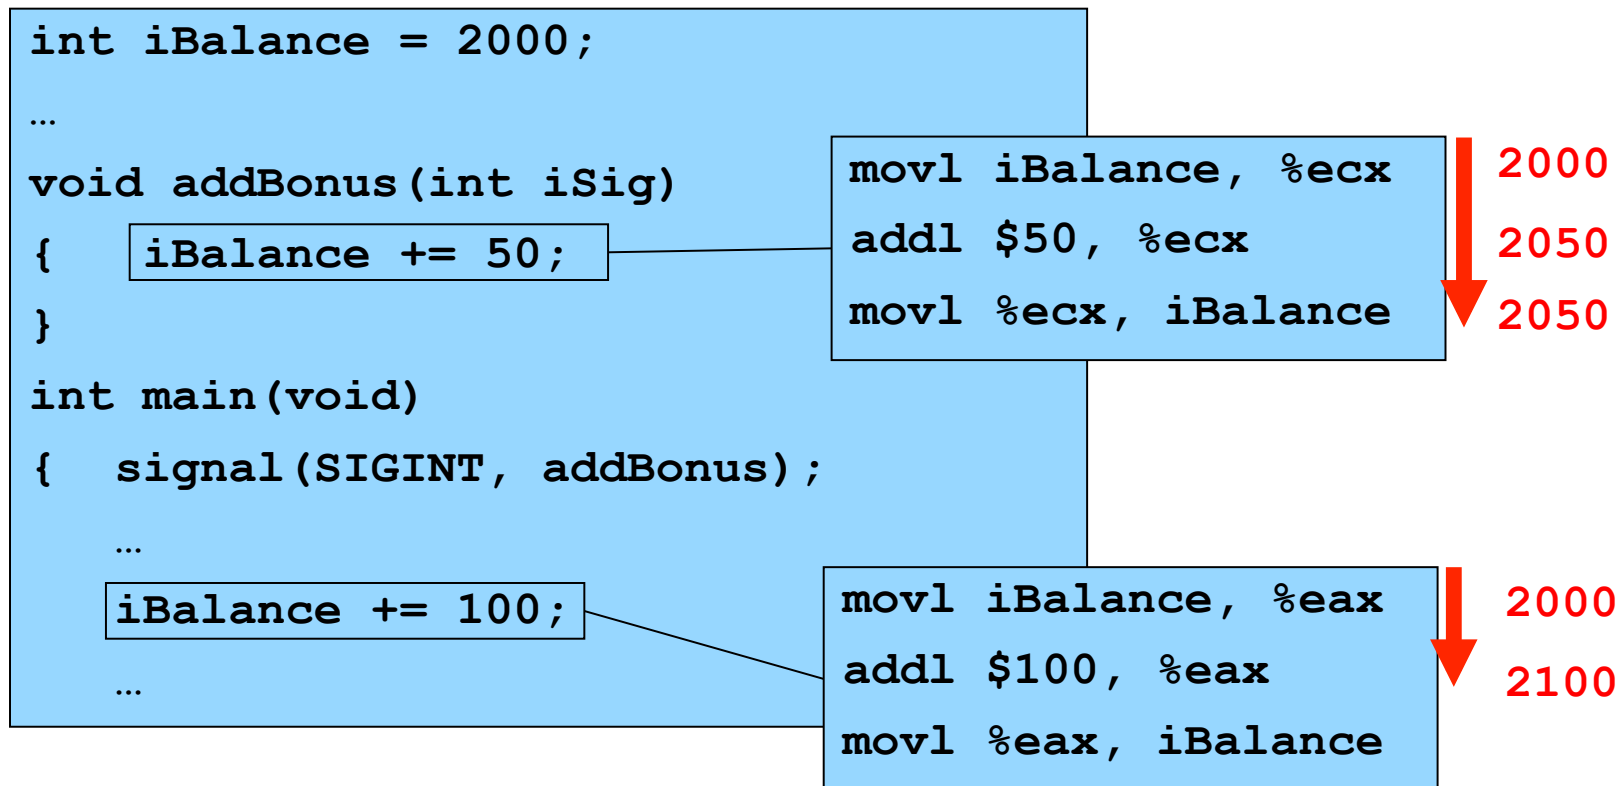 int iBalance = 2000;
…
void addBonus(int iSig)
{ iBalance += 50;
}
int main(void)
{ signal(SIGINT, addBonus);
…
iBalance += 100;
…
movl iBalance, %ecx
addl $50, %ecx
movl %ecx, iBalance
2000
2050
2050
movl iBalance, %eax
addl $100, %eax
movl %eax, iBalance
2000
2100